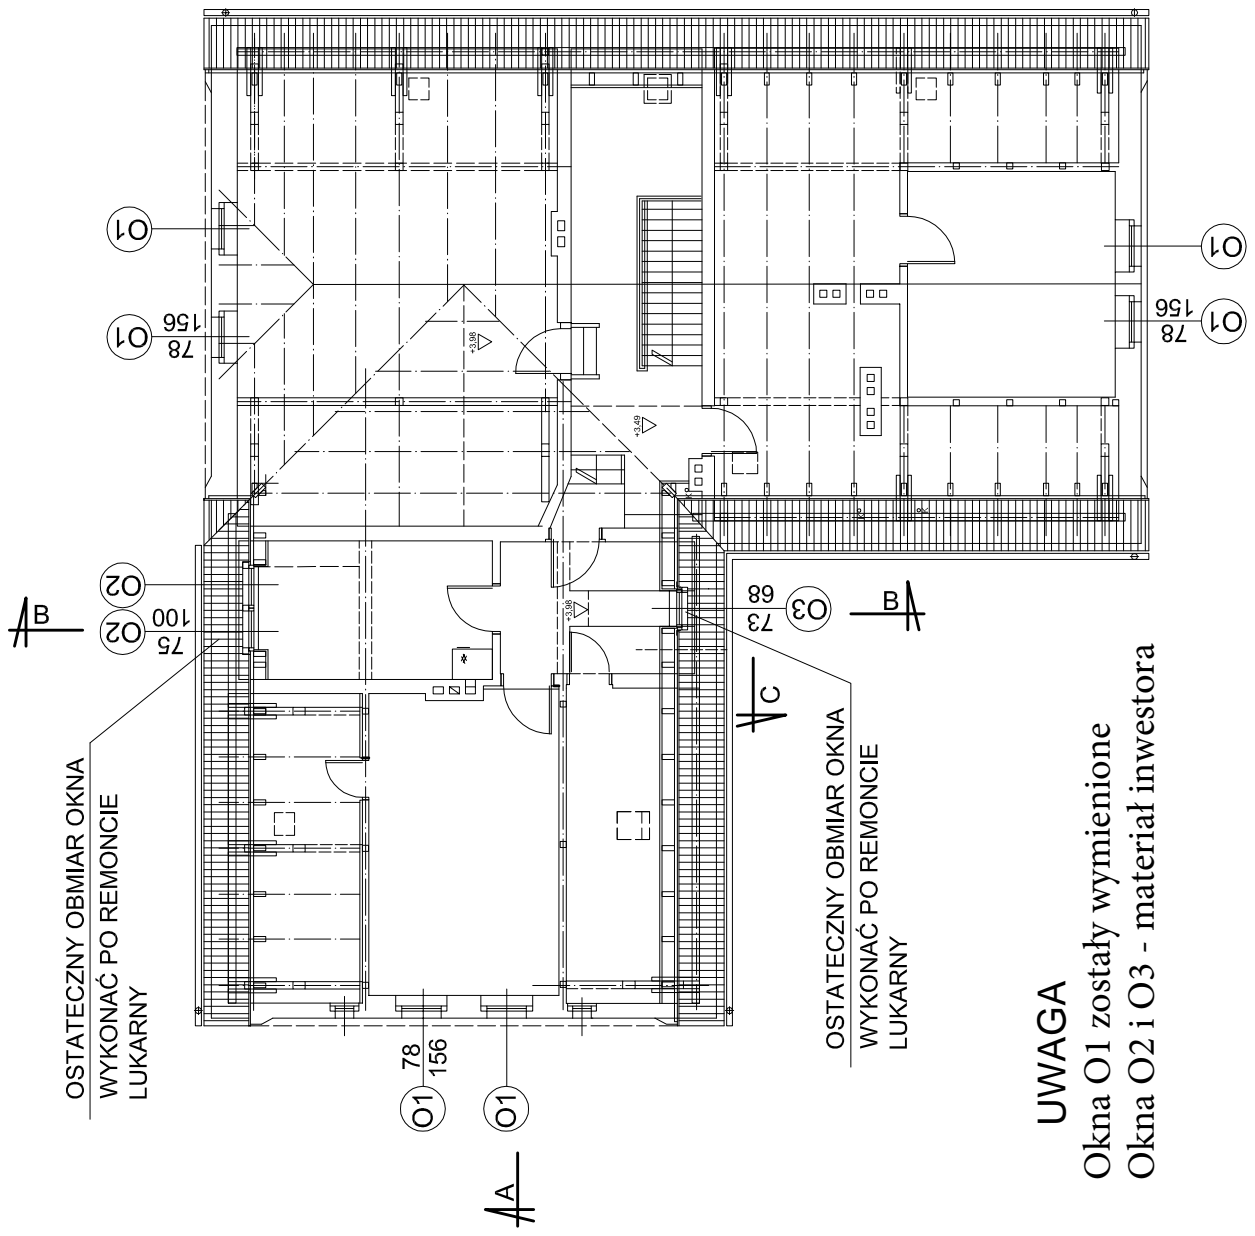 OSTATECZNY OBMIAR OKNA
WYKONAĆ PO REMONCIE
LUKARNY
B
O1
O1
78
156
O2
O2
75
100
+3,98
+3,49
+3,98
O1
O1
78
156
O3
73
68
B
C
OSTATECZNY OBMIAR OKNA
WYKONAĆ PO REMONCIE
LUKARNY
78
156
O1
O1
A
UWAGA
Okna O1 zostały wymienione
Okna O2 i O3 - materiał inwestora